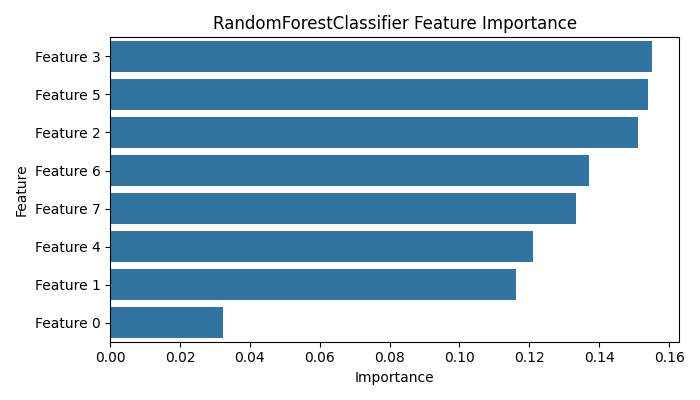 RandomForestClassifier Feature Importance
Feature
Feature 3
Feature 5
Feature 2
Feature 6
Feature 7
Feature 4
Feature 1
Feature 0
0.00 0.02 0.04 0.06 0.08 0.10 0.12 0.14 0.16
Importance